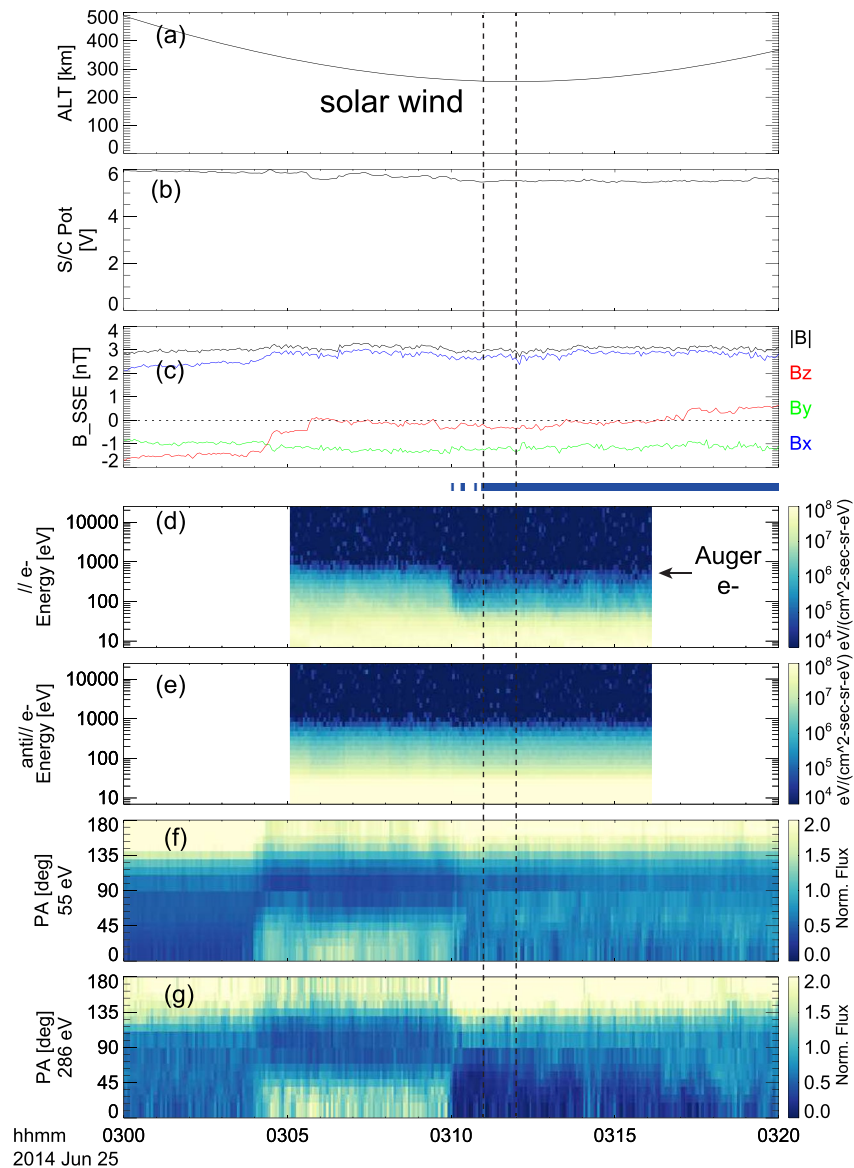 500
400
300
200
100
0
ALT [km]
(a)
solar wind
6
4
2
0
S/C Pot
[V]
(b)
4
3
2
1
0
-1
-2
B_SSE [nT]
(c)
|B|
Bz
By
Bx
10000
1000
100
10
// e-
Energy [eV]
(d)
Auger
e-
10^8
10^7
10^6
10^5
10^4
eV/(cm^2-sec-sr-eV)
10000
1000
100
10
anti// e-
Energy [eV]
(e)
10^8
10^7
10^6
10^5
10^4
eV/(cm^2-sec-sr-eV)
180
135
90
45
0
PA [deg]
55 eV
(f)
2.0
1.5
1.0
0.5
0.0
Norm. Flux
180
135
90
45
0
PA [deg]
286 eV
(g)
2.0
1.5
1.0
0.5
0.0
Norm. Flux
hhmm 0300 0305 0310 0315 0320
2014 Jun 25